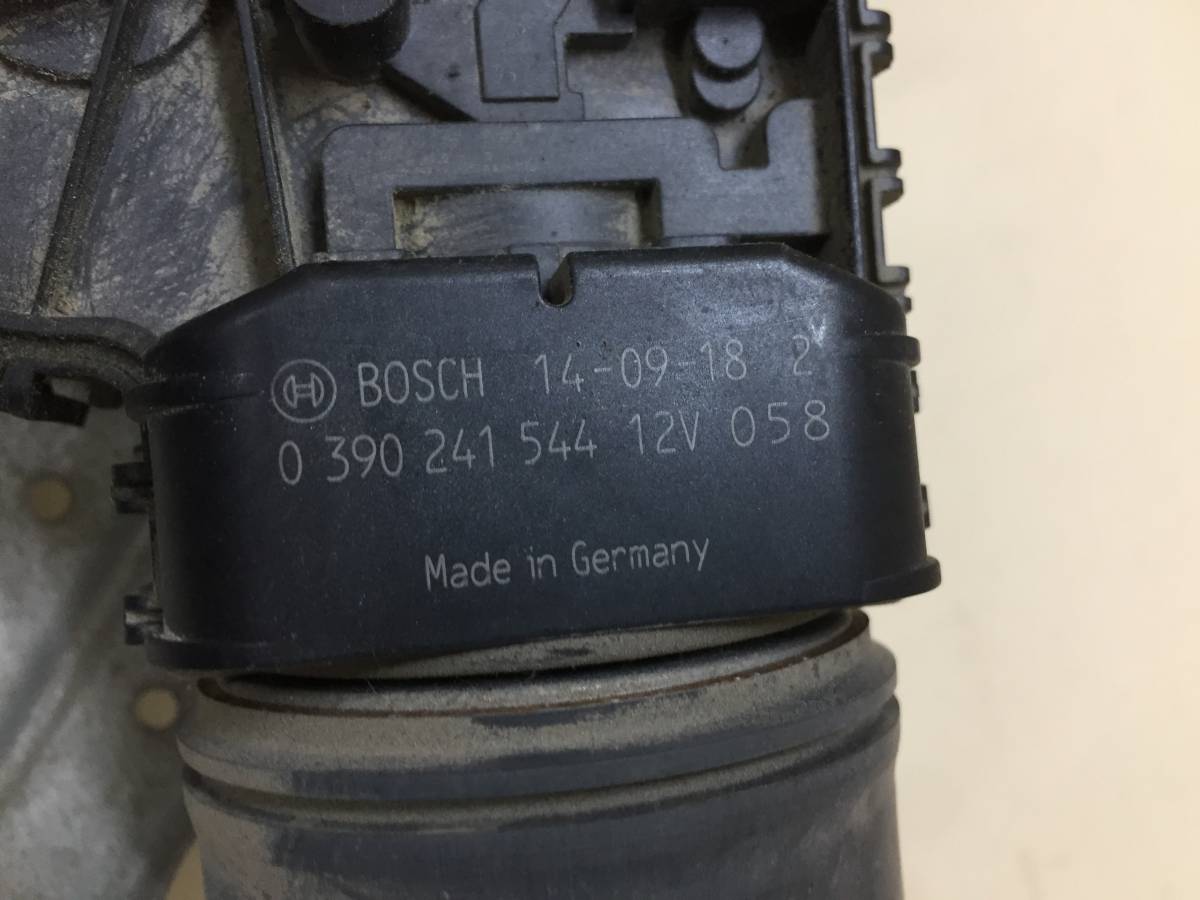 BOSCH 14-09-18 2
0 390 241 544 12V 058
Made in Germany